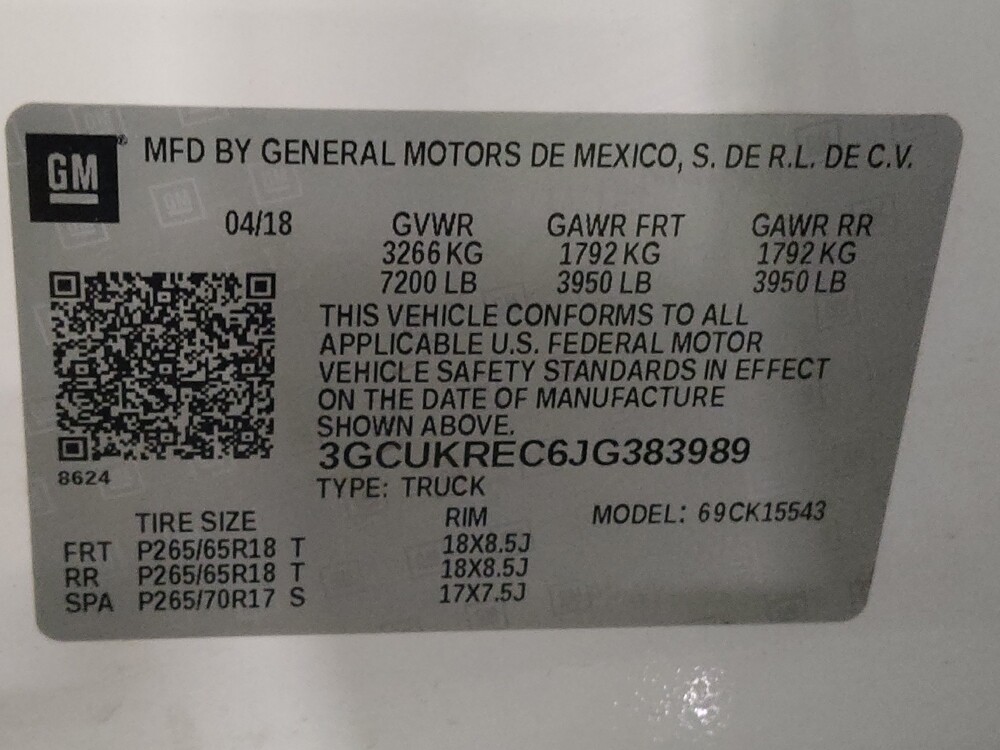 GM® MFD BY GENERAL MOTORS DE MEXICO, S. DE R.L. DE C.V.
04/18 GVWR GAWR FRT GAWR RR
3266 KG 1792 KG 1792 KG
7200 LB 3950 LB 3950 LB
THIS VEHICLE CONFORMS TO ALL
APPLICABLE U.S. FEDERAL MOTOR
VEHICLE SAFETY STANDARDS IN EFFECT
ON THE DATE OF MANUFACTURE
SHOWN ABOVE.
3GCUKREC6JG383989
8624
TYPE: TRUCK
TIRE SIZE RIM MODEL: 69CK15543
FRT P265/65R18 T 18X8.5J
RR P265/65R18 T 18X8.5J
SPA P265/70R17 S 17X7.5J